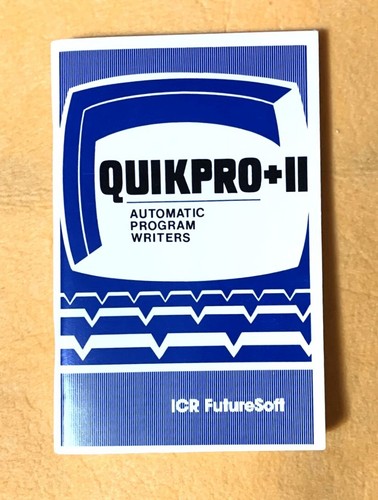 QUIKPRO+II
AUTOMATIC
PROGRAM
WRITERS
ICR FutureSoft